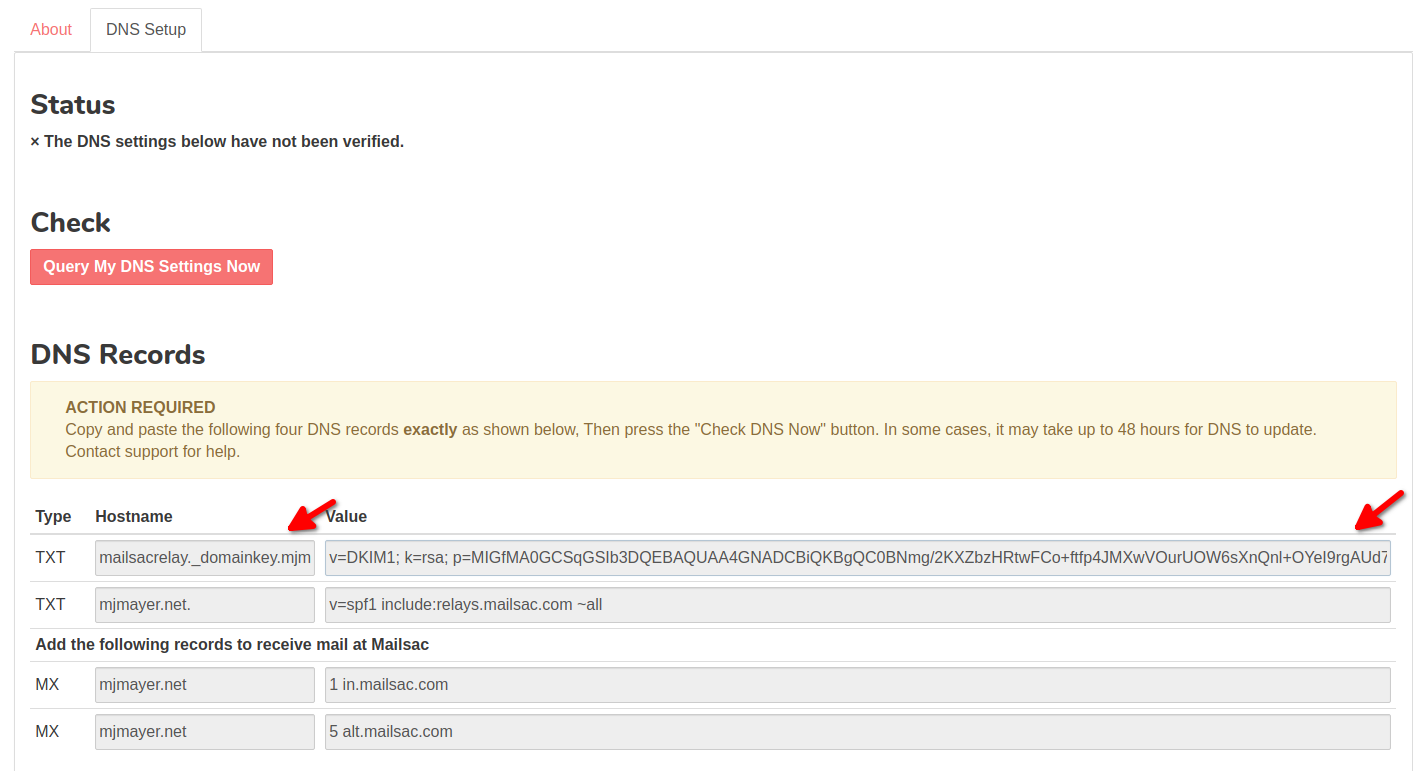 About DNS Setup
Status
× The DNS settings below have not been verified.
Check
Query My DNS Settings Now
DNS Records
ACTION REQUIRED
Copy and paste the following four DNS records exactly as shown below, Then press the "Check DNS Now" button. In some cases, it may take up to 48 hours for DNS to update.
Contact support for help.
Type Hostname Value
TXT mailsacrelay._domainkey.mjm v=DKIM1; k=rsa; p=MIGfMA0GCSqGSIb3DQEBAQUAA4GNADCBiQKBgQC0BNmg/2KXZbzHRtwFCo+ftfp4JMXwVOurUOW6sXnQnl+OYeI9rgAUd7
TXT mjmayer.net. v=spf1 include:relays.mailsac.com ~all
Add the following records to receive mail at Mailsac
MX mjmayer.net 1 in.mailsac.com
MX mjmayer.net 5 alt.mailsac.com